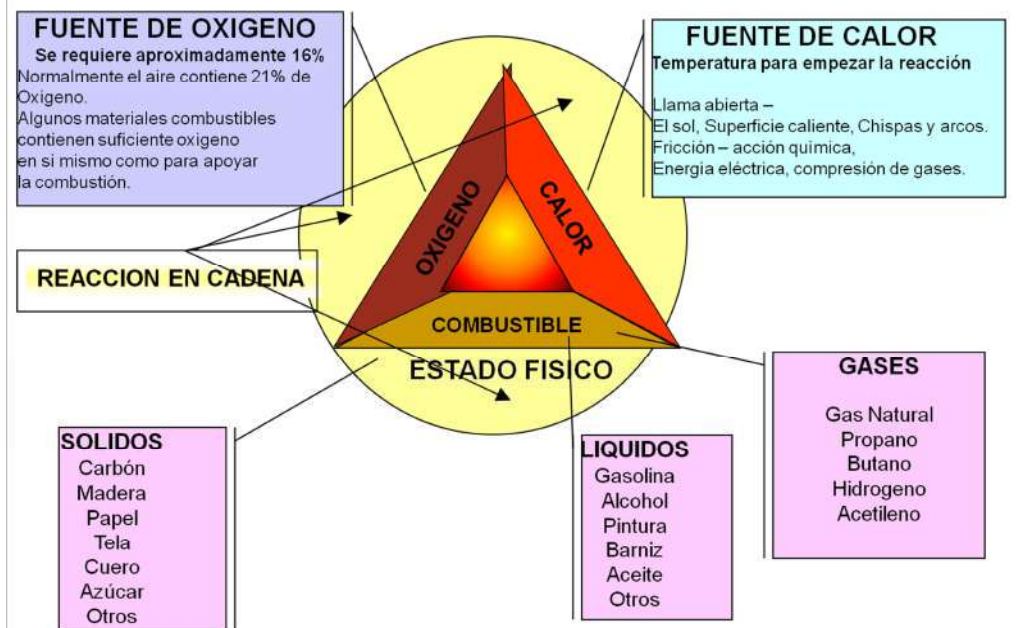 FUENTE DE OXIGENO
Se requiere aproximadamente 16%
Normalmente el aire contiene 21% de
Oxigeno.
Algunos materiales combustibles
contienen suficiente oxigeno
en si mismo como para apoyar
la combustión.
FUENTE DE CALOR
Temperatura para empezar la reacción
Llama abierta –
El sol, Superficie caliente, Chispas y arcos.
Fricción – acción química,
Energia eléctrica, compresión de gases.
OXIGENO
CALOR
REACCION EN CADENA
COMBUSTIBLE
ESTADO FISICO
SOLIDOS
Carbón
Madera
Papel
Tela
Cuero
Azúcar
Otros
LIQUIDOS
Gasolina
Alcohol
Pintura
Barniz
Aceite
Otros
GASES
Gas Natural
Propano
Butano
Hidrogeno
Acetileno